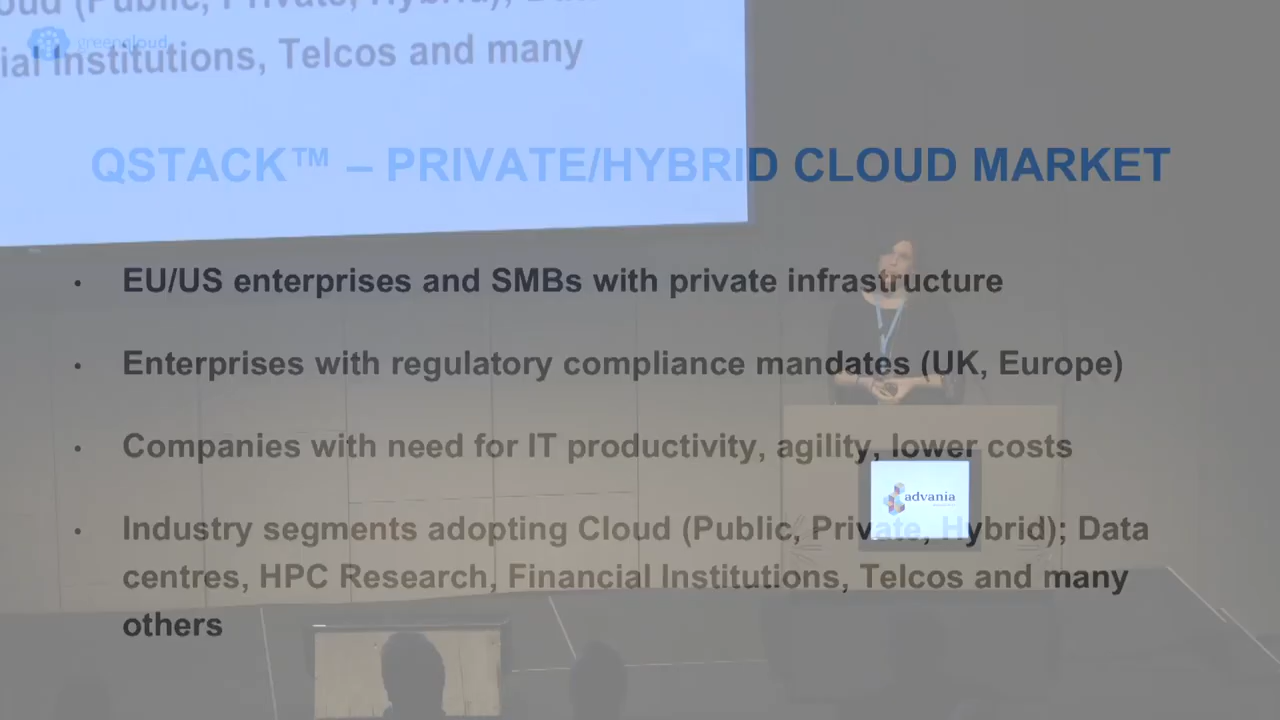 oud (Public, Private, Hybrid); Data
ial Institutions, Telcos and many
greenqloud
QSTACK™ – PRIVATE/HYBRID CLOUD MARKET
• EU/US enterprises and SMBs with private infrastructure
• Enterprises with regulatory compliance mandates (UK, Europe)
• Companies with need for IT productivity, agility, lower costs
advania
• Industry segments adopting Cloud (Public, Private, Hybrid); Data
centres, HPC Research, Financial Institutions, Telcos and many
others